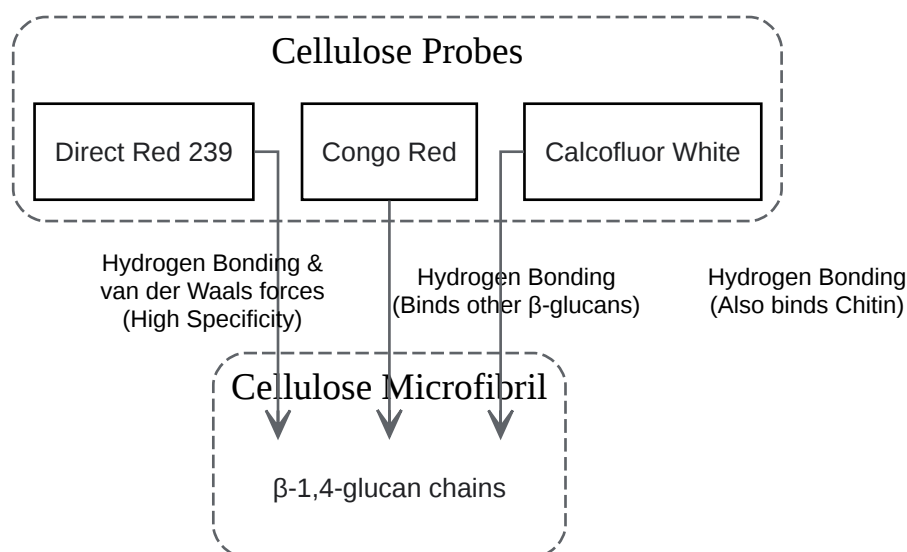 Cellulose Probes
Direct Red 239
Congo Red
Calcofluor White
Hydrogen Bonding &
van der Waals forces
(High Specificity)
Hydrogen Bonding
(Binds other β-glucans)
Hydrogen Bonding
(Also binds Chitin)
Cellulose Microfibril
β-1,4-glucan chains